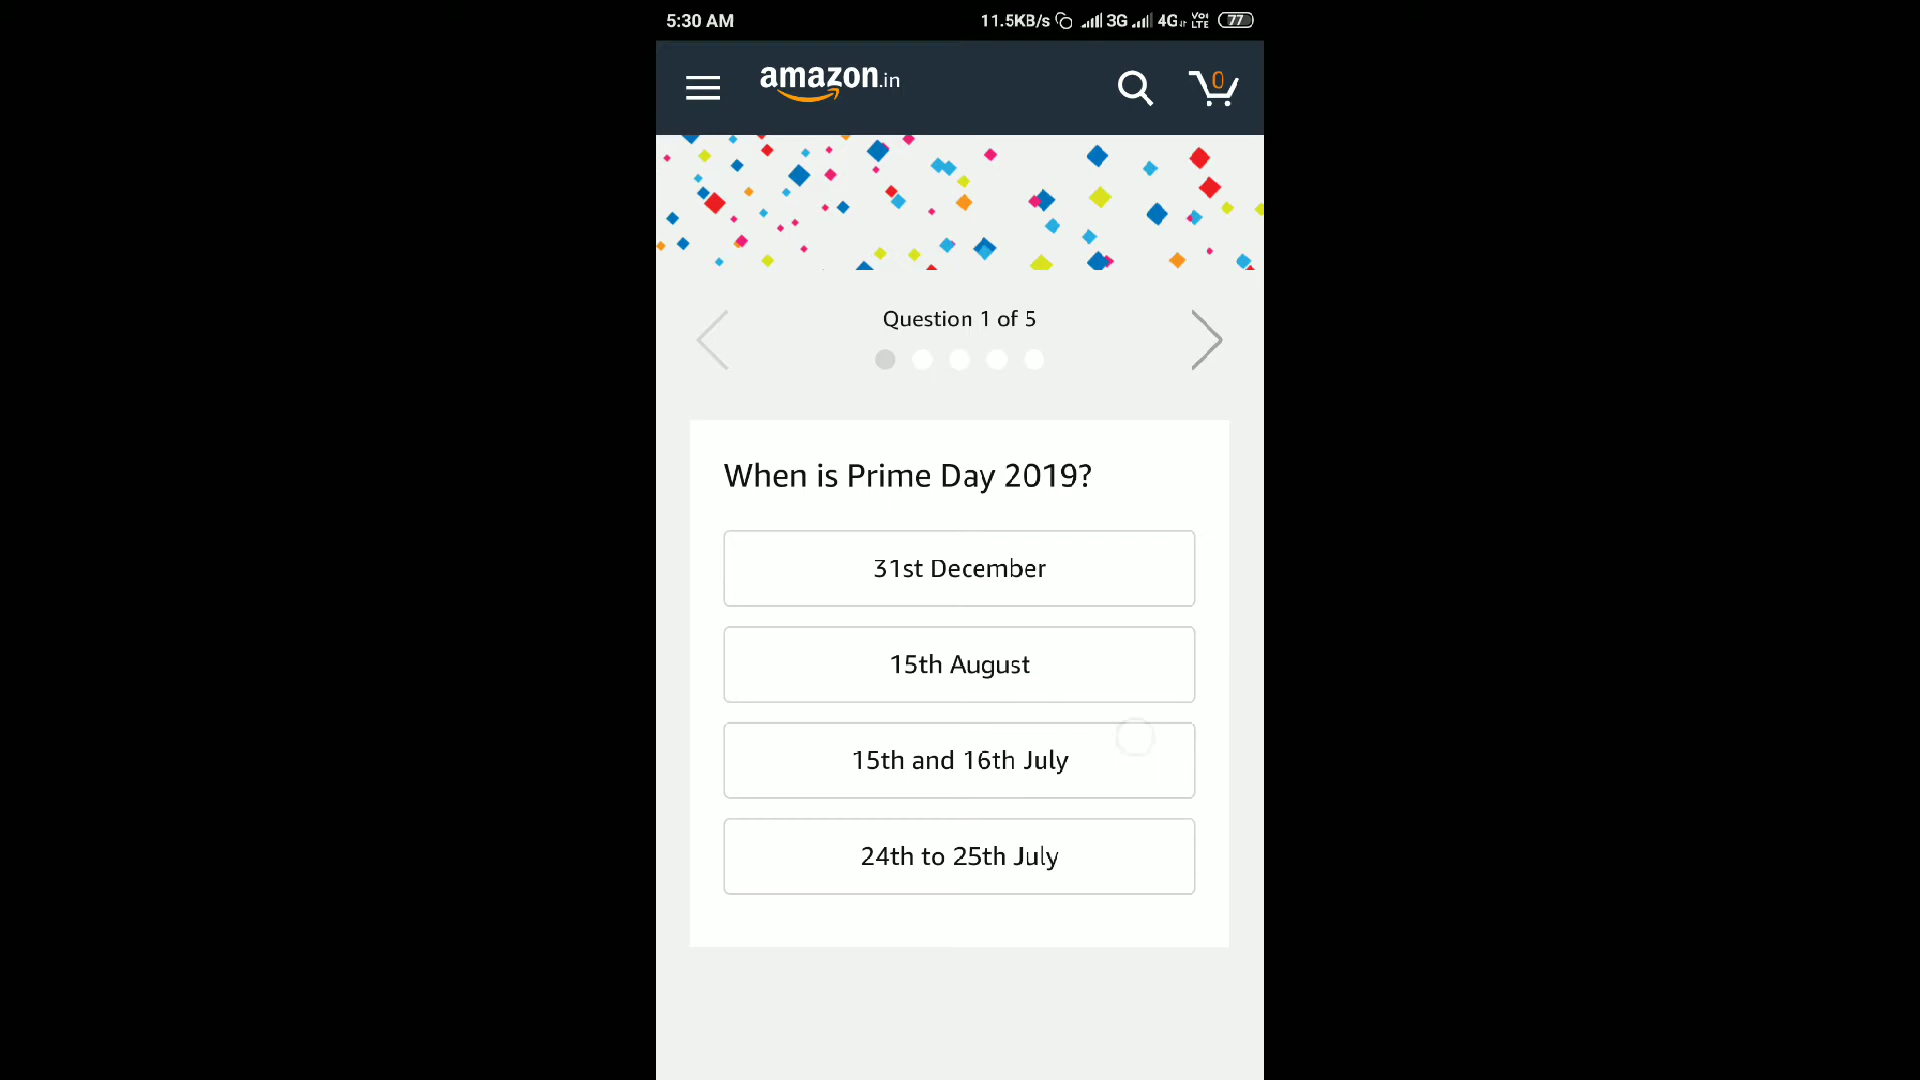 5:30 AM 11.5KB/s 3G 4G VoLTE 77
amazon.in
0
Question 1 of 5
When is Prime Day 2019?
31st December
15th August
15th and 16th July
24th to 25th July